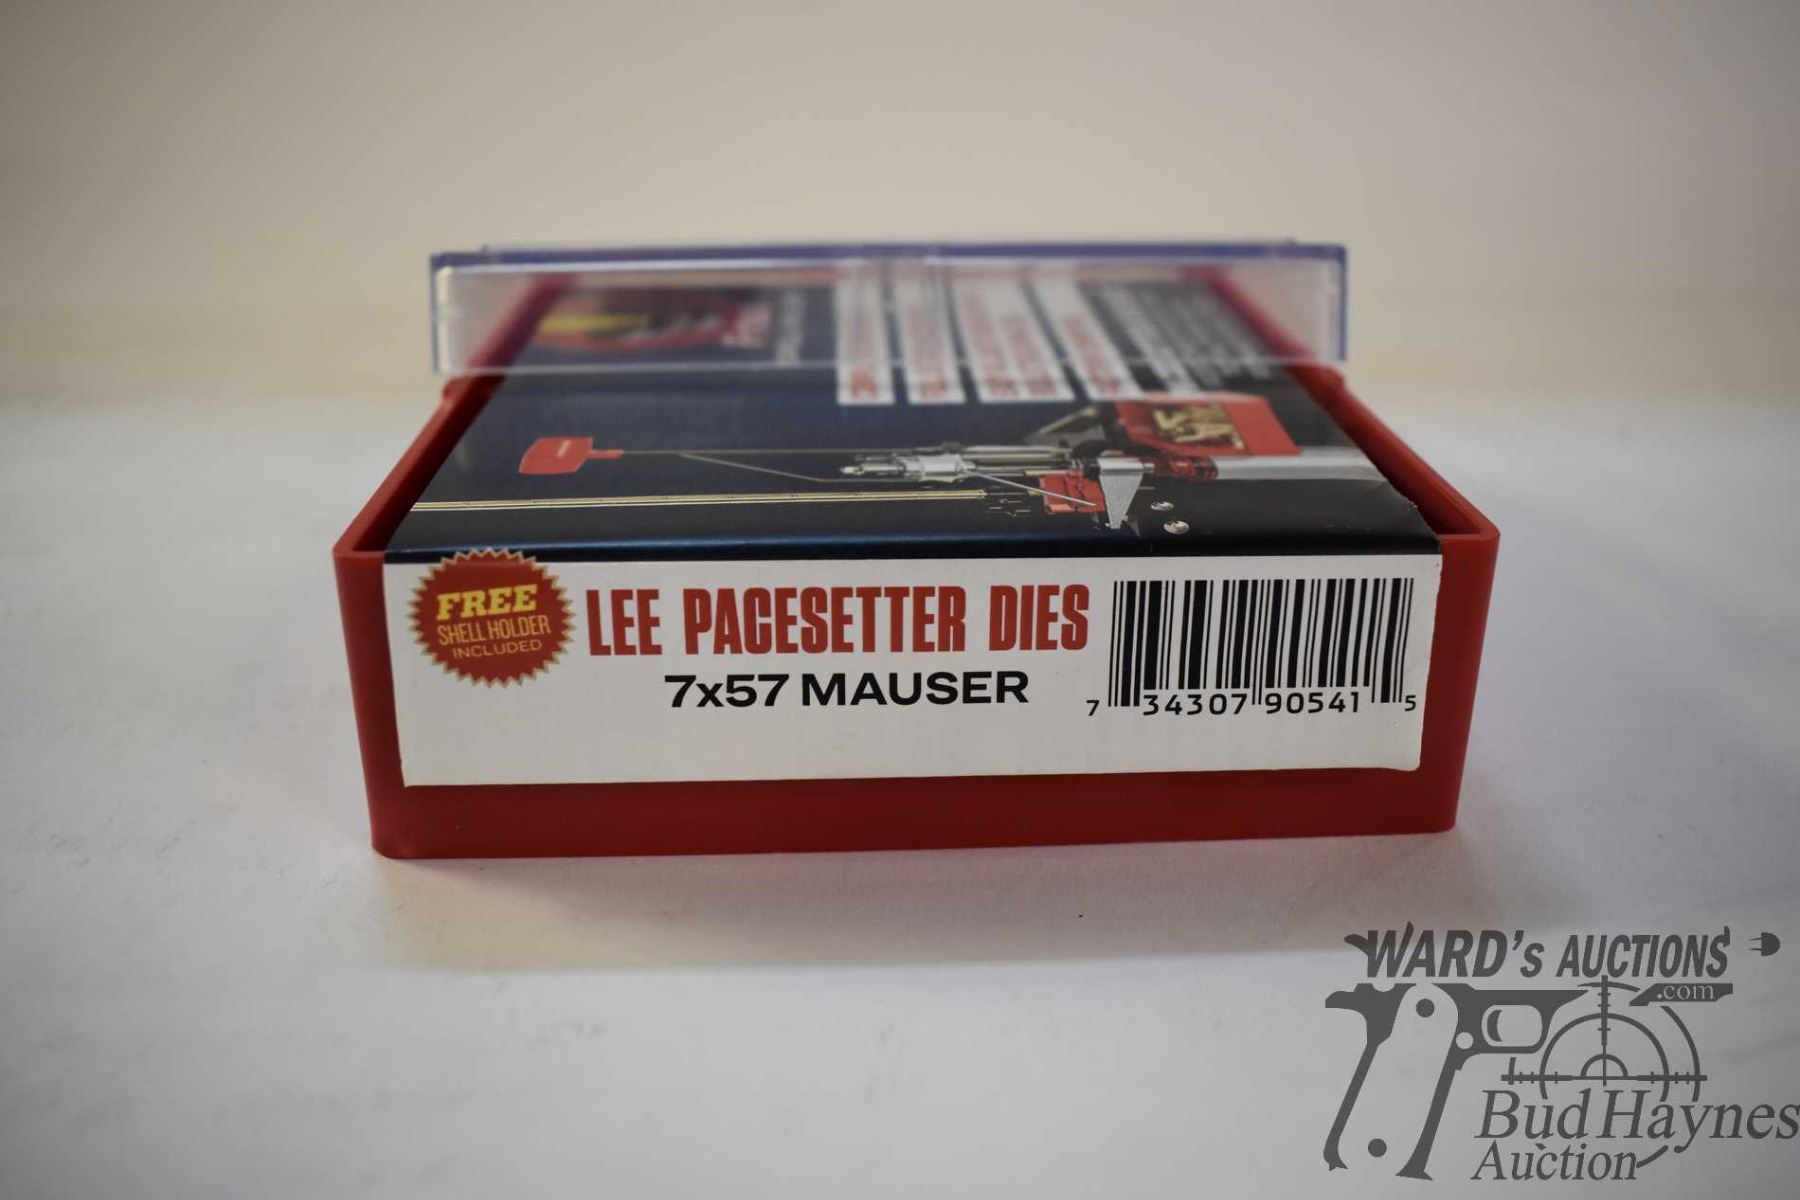 FREE
SHELL HOLDER
INCLUDED
LEE PACESETTER DIES
7x57 MAUSER
7 34307 90541 5
WARD's AUCTIONS
.com
Bud Haynes
Auction